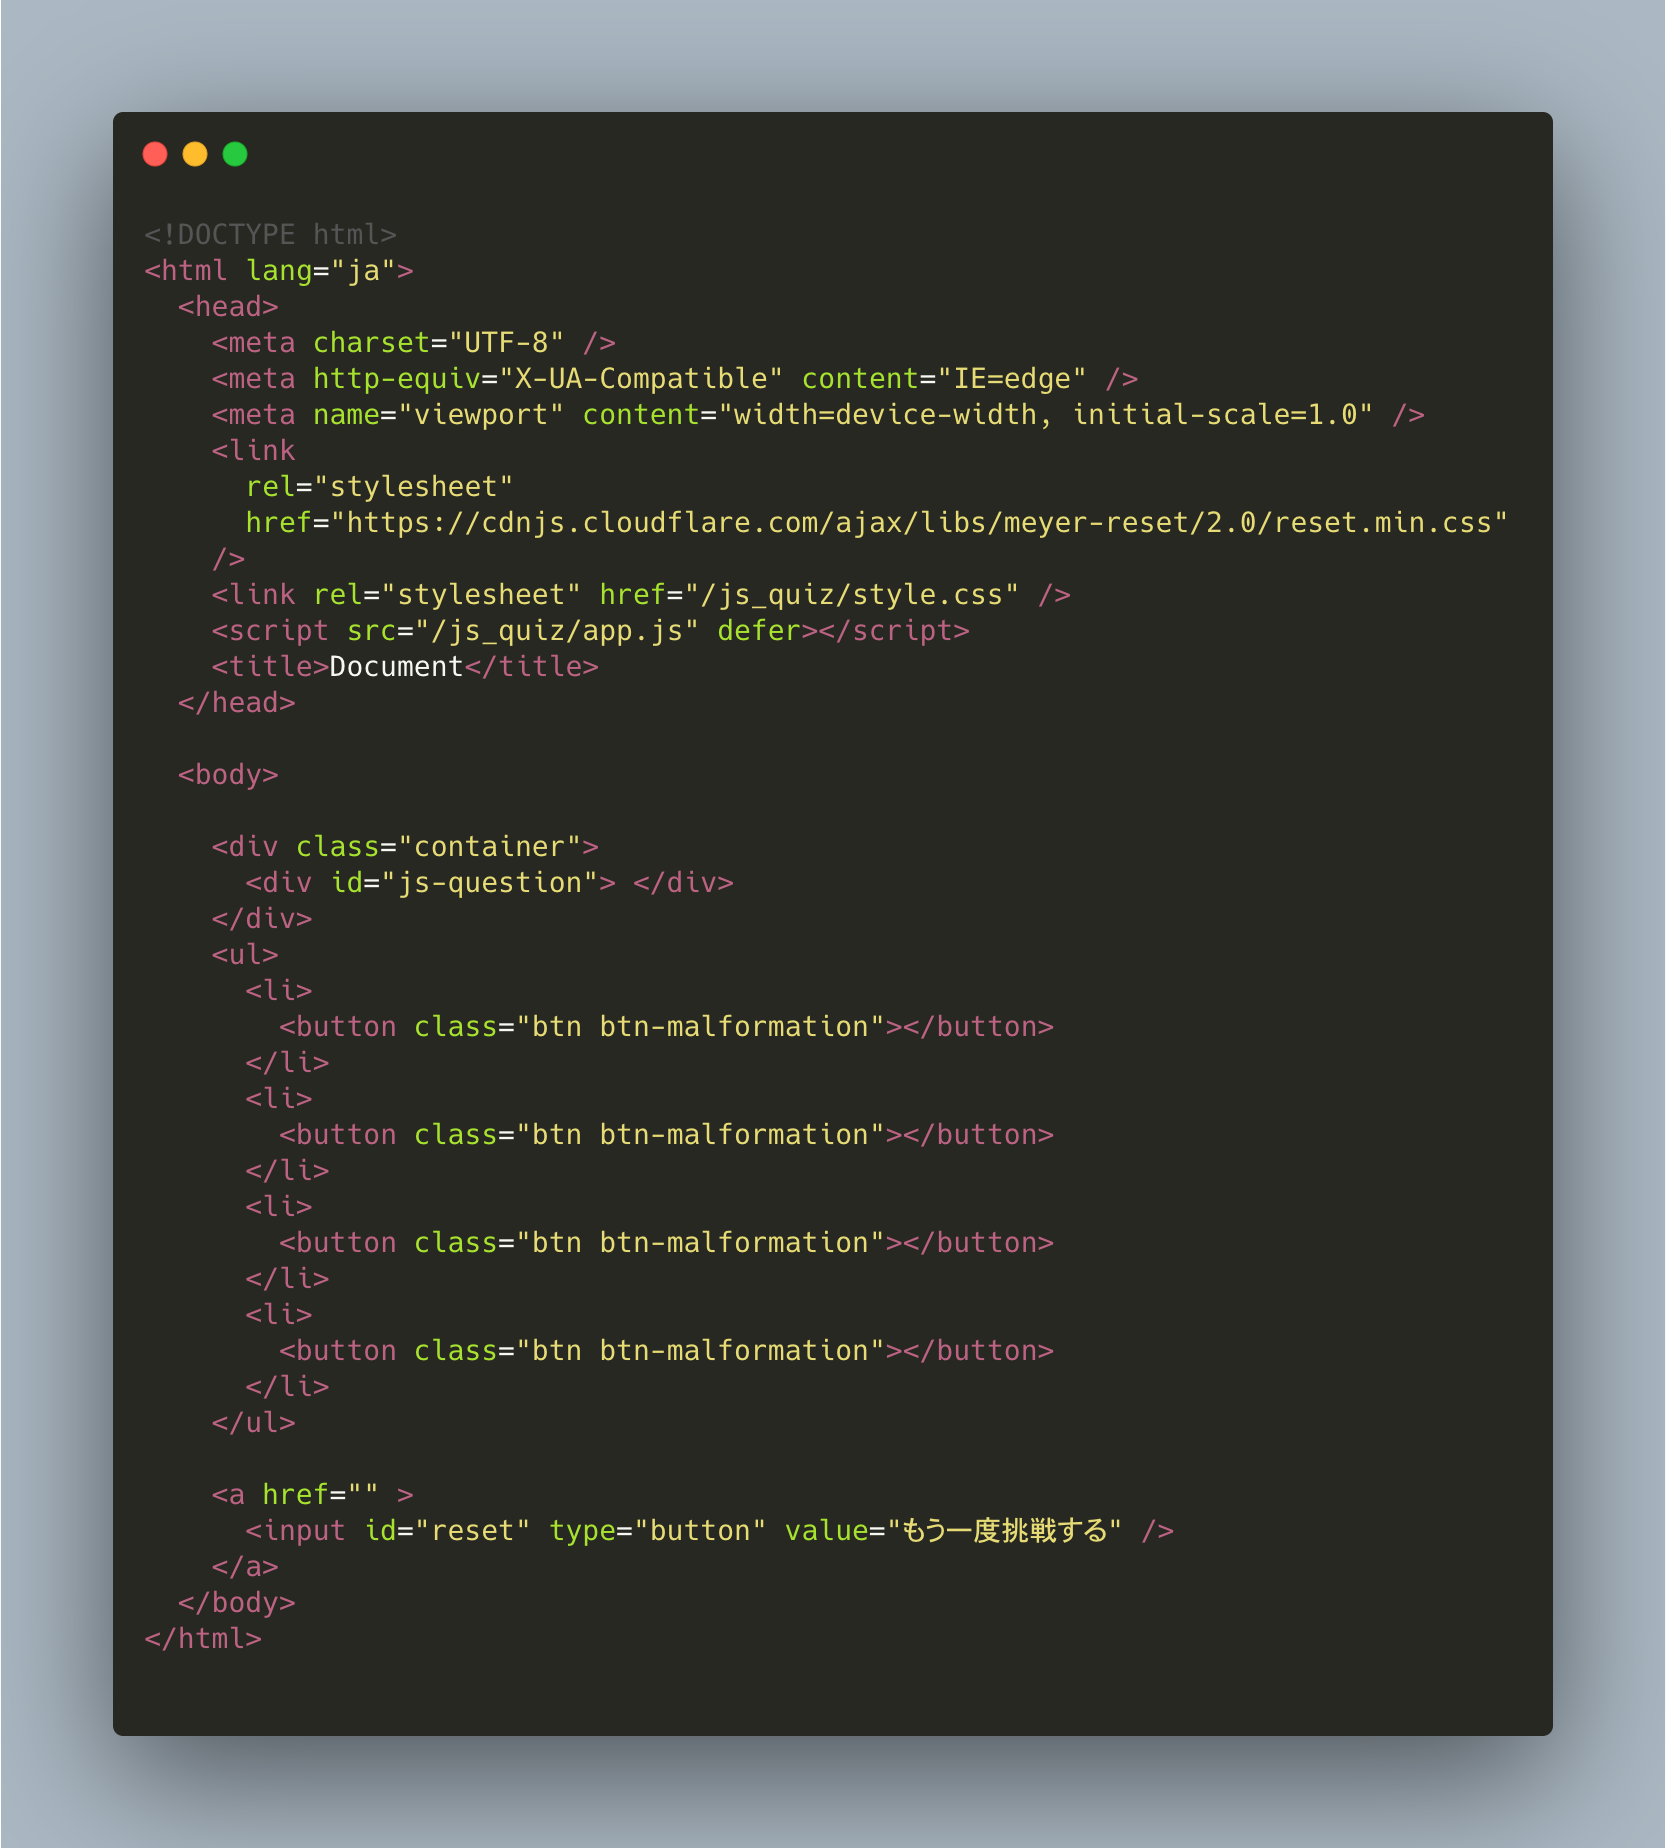 <!DOCTYPE html>
<html lang="ja">
  <head>
    <meta charset="UTF-8" />
    <meta http-equiv="X-UA-Compatible" content="IE=edge" />
    <meta name="viewport" content="width=device-width, initial-scale=1.0" />
    <link
      rel="stylesheet"
      href="https://cdnjs.cloudflare.com/ajax/libs/meyer-reset/2.0/reset.min.css"
    />
    <link rel="stylesheet" href="/js_quiz/style.css" />
    <script src="/js_quiz/app.js" defer></script>
    <title>Document</title>
  </head>

  <body>

    <div class="container">
      <div id="js-question"> </div>
    </div>
    <ul>
      <li>
        <button class="btn btn-malformation"></button>
      </li>
      <li>
        <button class="btn btn-malformation"></button>
      </li>
      <li>
        <button class="btn btn-malformation"></button>
      </li>
      <li>
        <button class="btn btn-malformation"></button>
      </li>
    </ul>

    <a href="" >
      <input id="reset" type="button" value="もう一度挑戦する" />
    </a>
  </body>
</html>